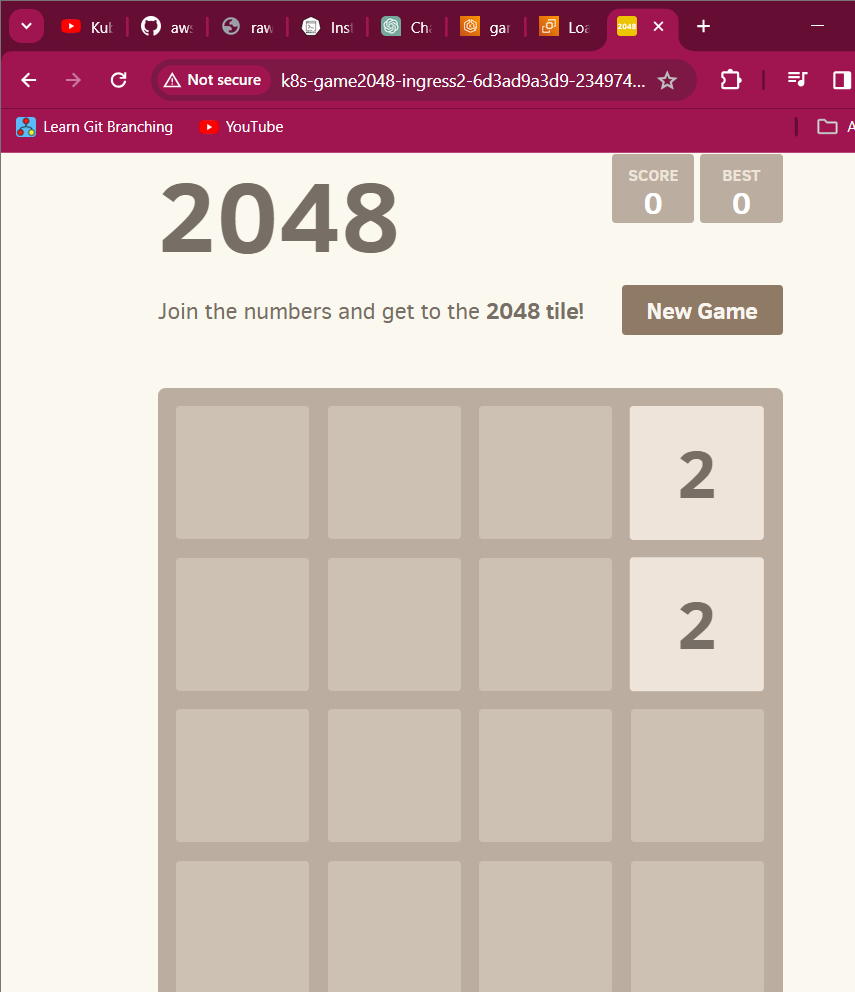 Kub
aws
raw
Inst
Cha
gar
Loa
2048
Not secure
k8s-game2048-ingress2-6d3ad9a3d9-234974...
Learn Git Branching
YouTube
A
2048
SCORE
0
BEST
0
Join the numbers and get to the 2048 tile!
New Game
2
2